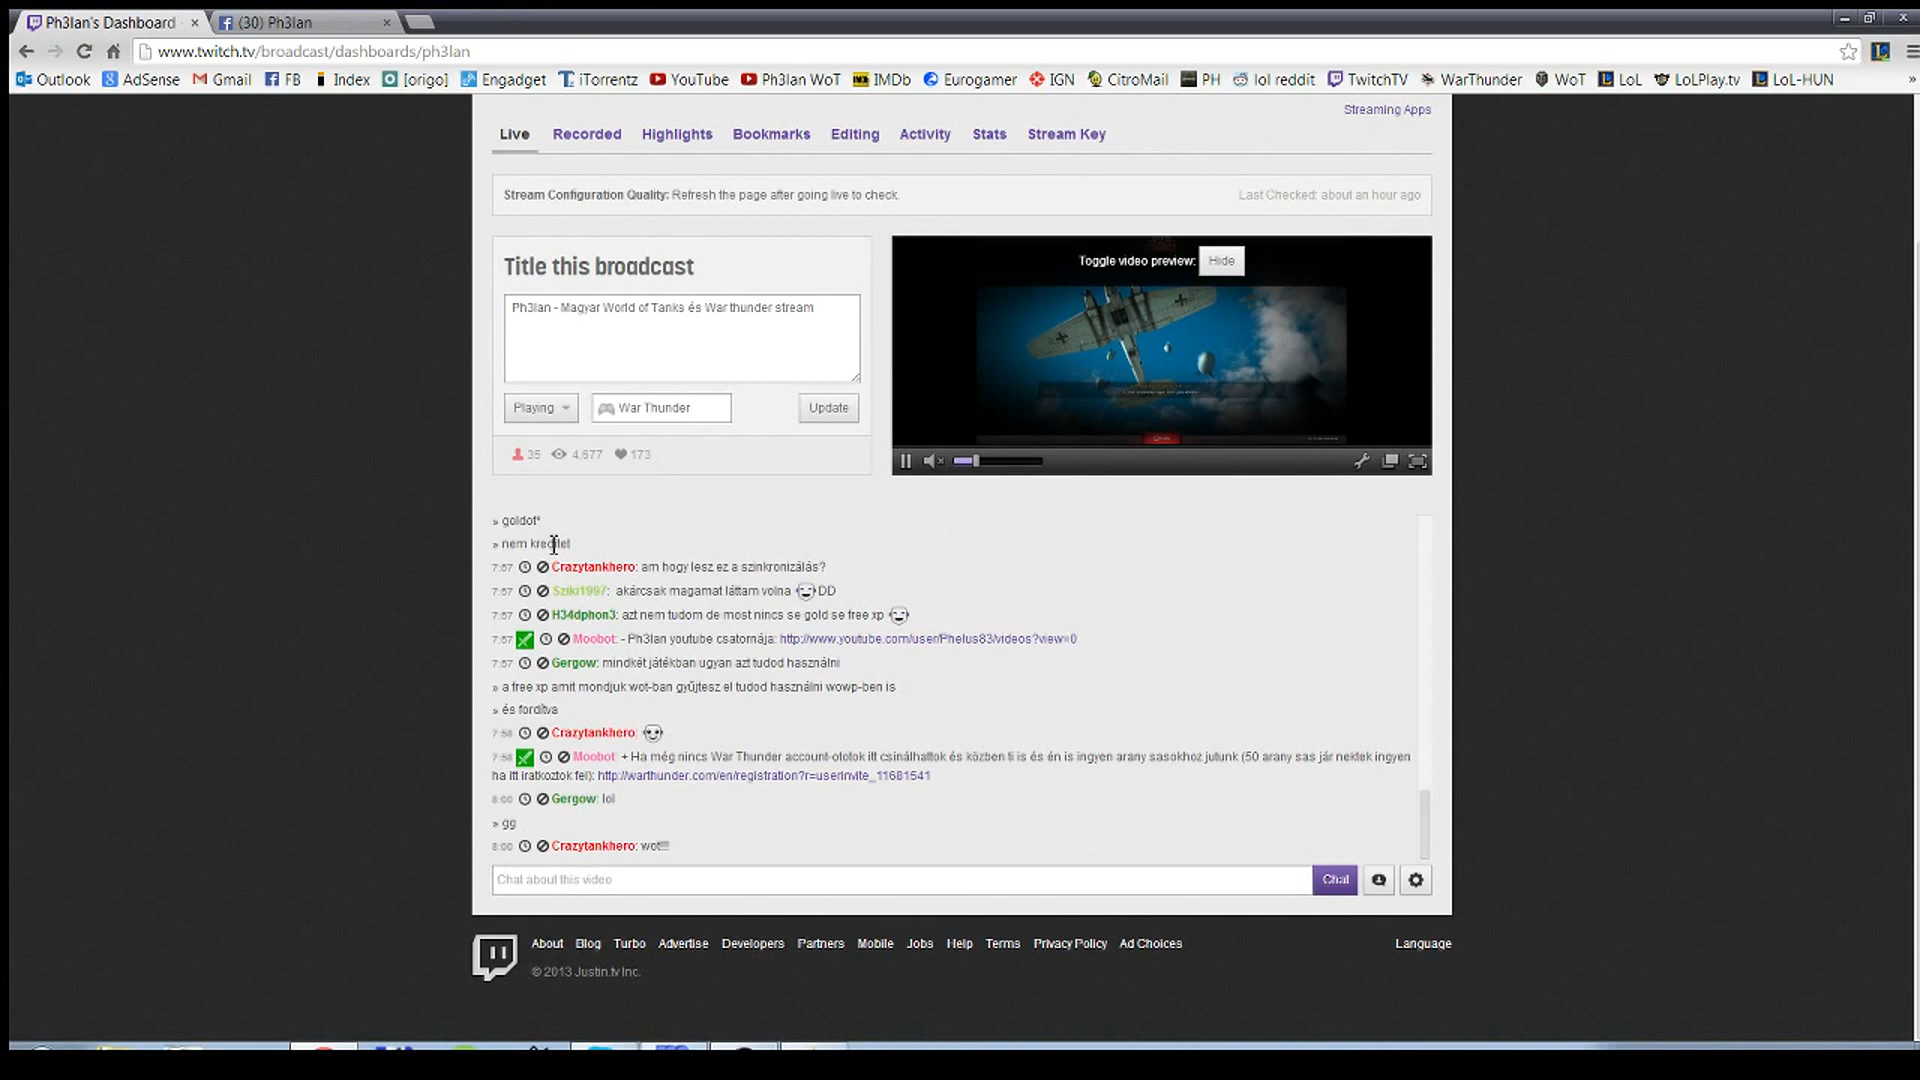 Ph3lan's Dashboard
(30) Ph3lan
www.twitch.tv/broadcast/dashboards/ph3lan
Outlook AdSense Gmail FB Index [origo] Engadget iTorrentz YouTube Ph3lan WoT IMDb Eurogamer IGN CitroMail PH lol reddit TwitchTV WarThunder WoT LoL LoLPlay.tv LoL-HUN »
Streaming Apps
Live Recorded Highlights Bookmarks Editing Activity Stats Stream Key
Stream Configuration Quality: Refresh the page after going live to check.
Last Checked: about an hour ago
Title this broadcast
Toggle video preview: Hide
Ph3lan - Magyar World of Tanks és War thunder stream
Playing War Thunder Update
35 4,677 173
» goldot*
» nem kreditet
7:57 Crazytankhero: am hogy lesz ez a szinkronizálás?
7:57 Sziki1997: akárcsak magamat láttam volna DD
7:57 H34dphon3: azt nem tudom de most nincs se gold se free xp
7:57 Moobot: - Ph3lan youtube csatornája: http://www.youtube.com/user/Phelus83/videos?view=0
7:57 Gergow: mindkét játékban ugyan azt tudod használni
» a free xp amit mondjuk wot-ban gyűjtesz el tudod használni wowp-ben is
» és fordítva
7:58 Crazytankhero:
7:58 Moobot: + Ha még nincs War Thunder account-ototok itt csinálhattok és közben ti is és én is ingyen arany sasokhoz jutunk (50 arany sas jár nektek ingyen
ha itt iratkoztok fel): http://warthunder.com/en/registration?r=userinvite_11681541
8:00 Gergow: lol
» gg
8:00 Crazytankhero: wot!!!
Chat about this video
Chat
About Blog Turbo Advertise Developers Partners Mobile Jobs Help Terms Privacy Policy Ad Choices
Language
© 2013 Justin.tv Inc.